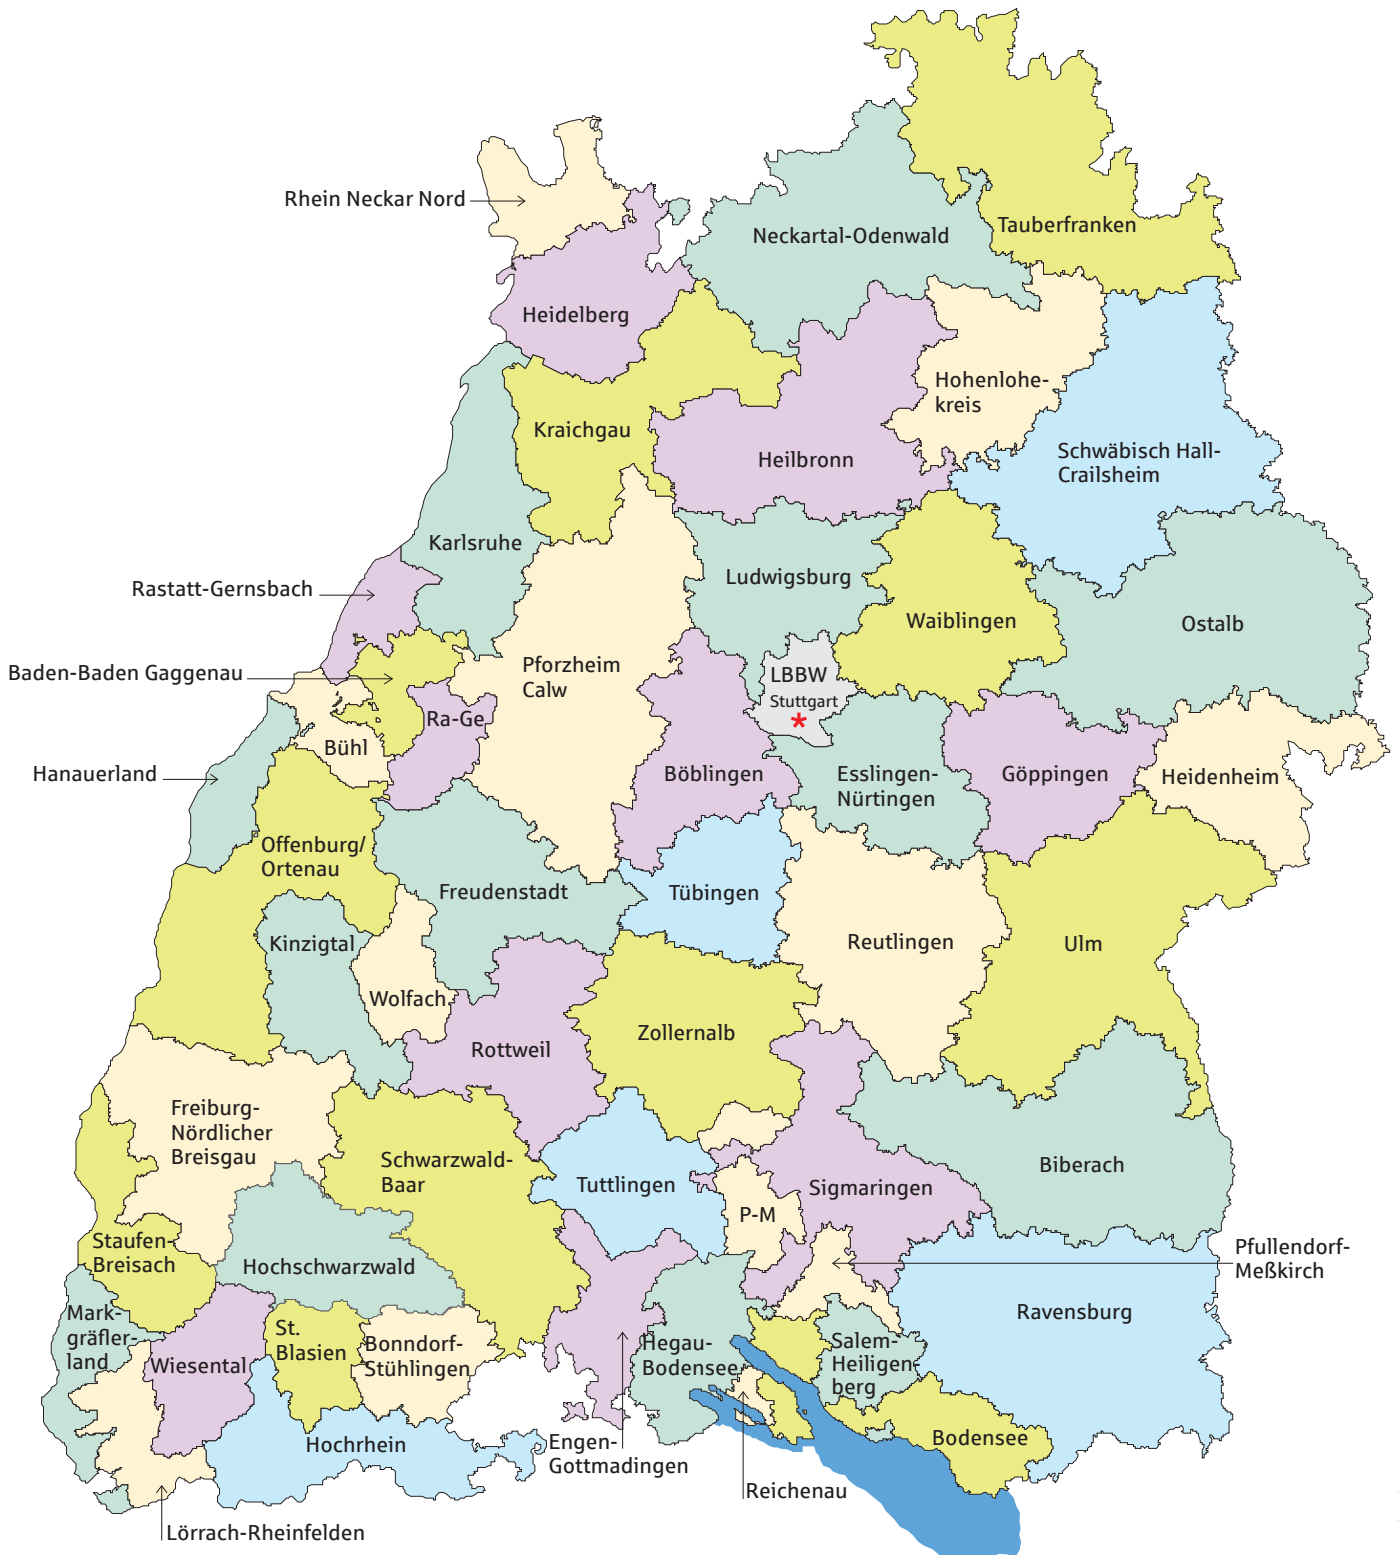 Rhein Neckar Nord
Neckartal-Odenwald
Tauberfranken
Heidelberg
Hohenlohe-
kreis
Kraichgau
Heilbronn
Schwäbisch Hall-
Crailsheim
Karlsruhe
Ludwigsburg
Rastatt-Gernsbach
Waiblingen
Ostalb
Baden-Baden Gaggenau
Pforzheim
Calw
LBBW
Stuttgart
*
Ra-Ge
Bühl
Hanauerland
Böblingen
Esslingen-
Nürtingen
Göppingen
Heidenheim
Offenburg/
Ortenau
Freudenstadt
Tübingen
Kinzigtal
Reutlingen
Ulm
Wolfach
Rottweil
Zollernalb
Freiburg-
Nördlicher
Breisgau
Schwarzwald-
Baar
Tuttlingen
Sigmaringen
Biberach
P-M
Staufen-
Breisach
Hochschwarzwald
Pfullendorf-
Meßkirch
Mark-
gräfler-
land
Wiesental
St.
Blasien
Bonndorf-
Stühlingen
Hegau-
Bodensee
Salem-
Heiligen-
berg
Ravensburg
Hochrhein
Engen-
Gottmadingen
Bodensee
Reichenau
Lörrach-Rheinfelden